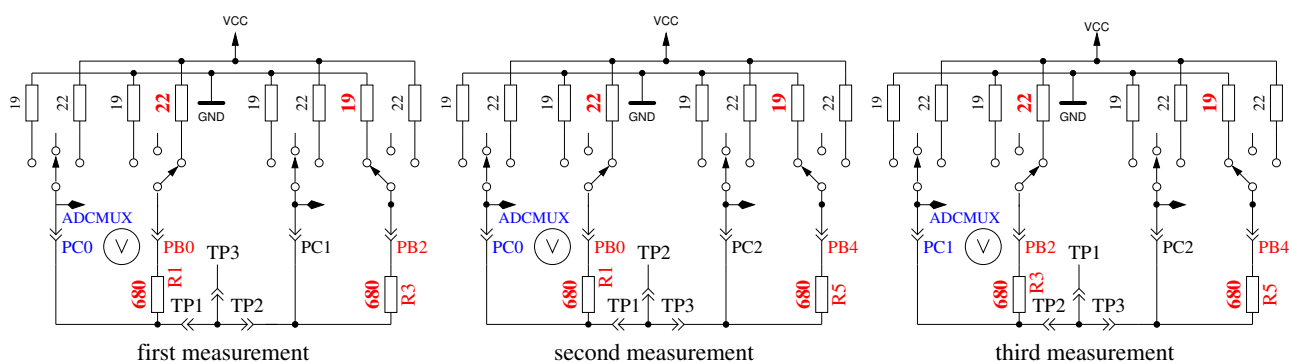 VCC
19
22
19
22
19
22
19
22
GND
ADCMUX
PC0
V
PB0
TP3
PC1
PB2
R1
R3
680
680
TP1
TP2
first measurement
VCC
19
22
19
22
19
22
19
22
GND
ADCMUX
PC0
V
PB0
TP2
PC2
PB4
R1
R5
680
680
TP1
TP3
second measurement
VCC
19
22
19
22
19
22
19
22
GND
ADCMUX
PC1
V
PB2
TP1
PC2
PB4
R3
R5
680
680
TP2
TP3
third measurement